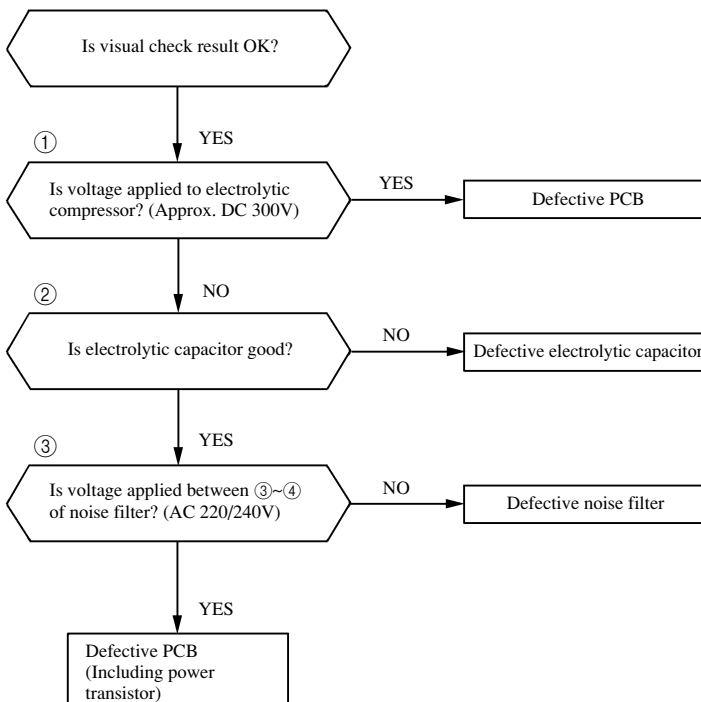 Is visual check result OK?
YES
①
Is voltage applied to electrolytic
compressor? (Approx. DC 300V)
YES
Defective PCB
NO
②
Is electrolytic capacitor good?
NO
Defective electrolytic capacitor
YES
③
Is voltage applied between ③~④
of noise filter? (AC 220/240V)
NO
Defective noise filter
YES
Defective PCB
(Including power
transistor)